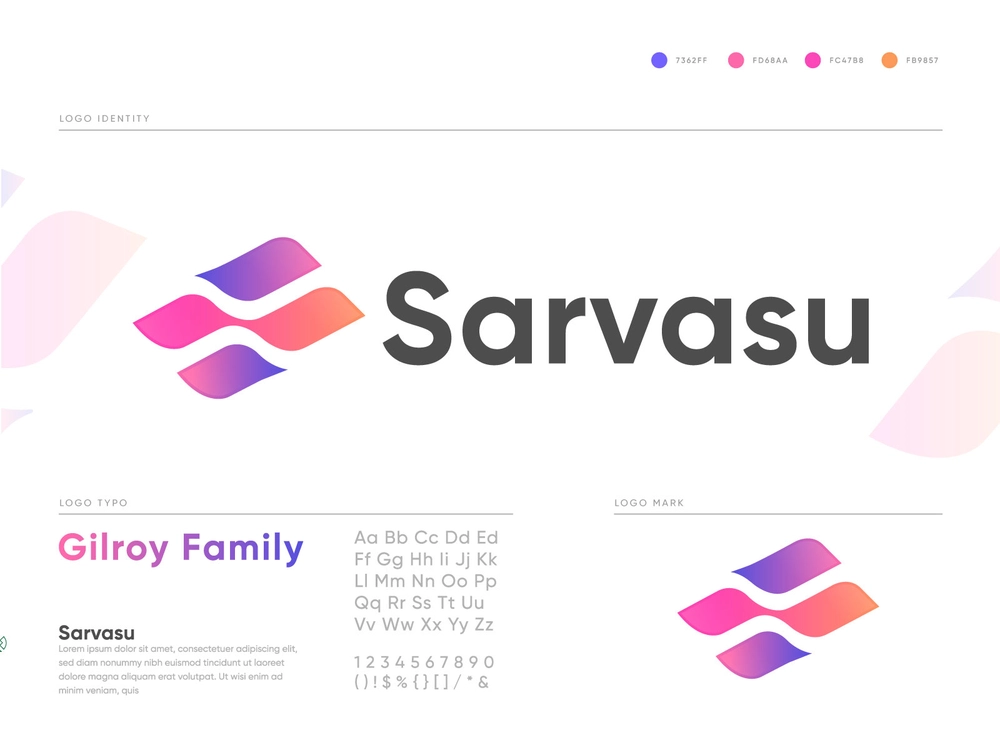 7362FF FD68AA FC47B8 FB9857
LOGO IDENTITY
Sarvasu
LOGO TYPO
Gilroy Family
Sarvasu
Lorem ipsum dolor sit amet, consectetuer adipiscing elit,
sed diam nonummy nibh euismod tincidunt ut laoreet
dolore magna aliquam erat volutpat. Ut wisi enim ad
minim veniam, quis
Aa Bb Cc Dd Ed
Ff Gg Hh Ii Jj Kk
Ll Mm Nn Oo Pp
Qq Rr Ss Tt Uu
Vv Ww Xx Yy Zz
1 2 3 4 5 6 7 8 9 0
( ) ! $ % { } [ ] / * &
LOGO MARK